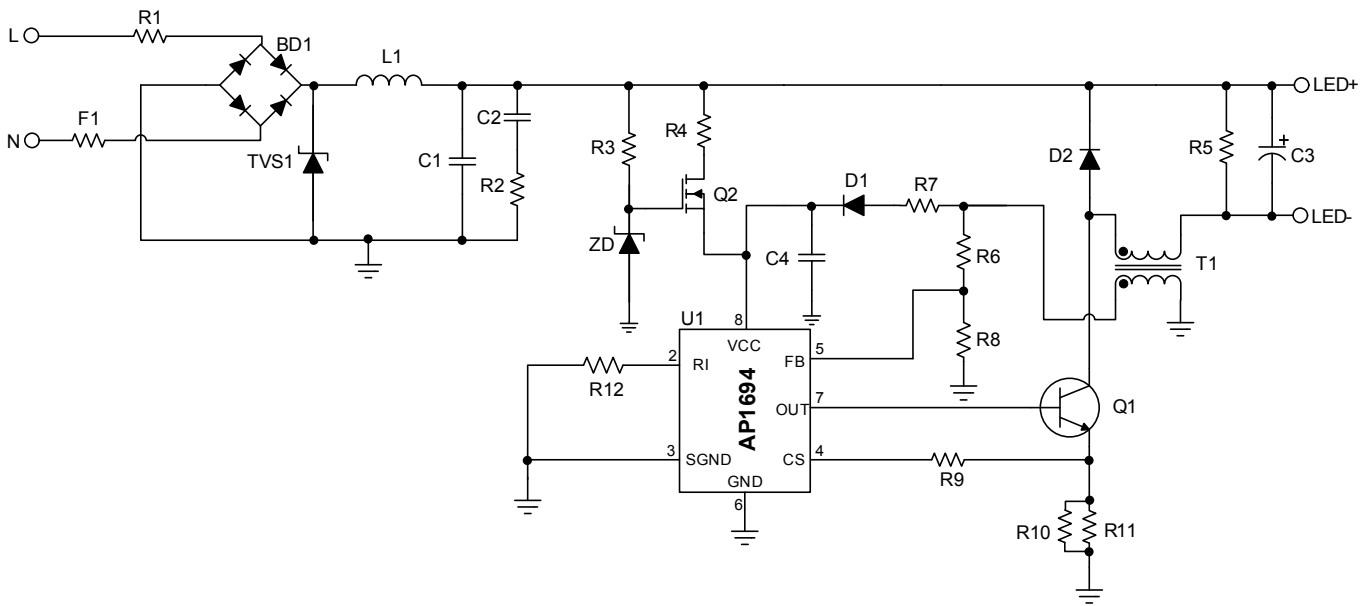 L
R1
BD1
L1
N
F1
TVS1
C1
C2
R2
R3
R4
Q2
ZD
D1
R7
C4
R6
R8
D2
R5
+
C3
LED+
LED-
T1
U1
8
VCC
2
RI
R12
5
FB
AP1694
OUT
7
Q1
3
SGND
CS
4
R9
GND
6
R10
R11